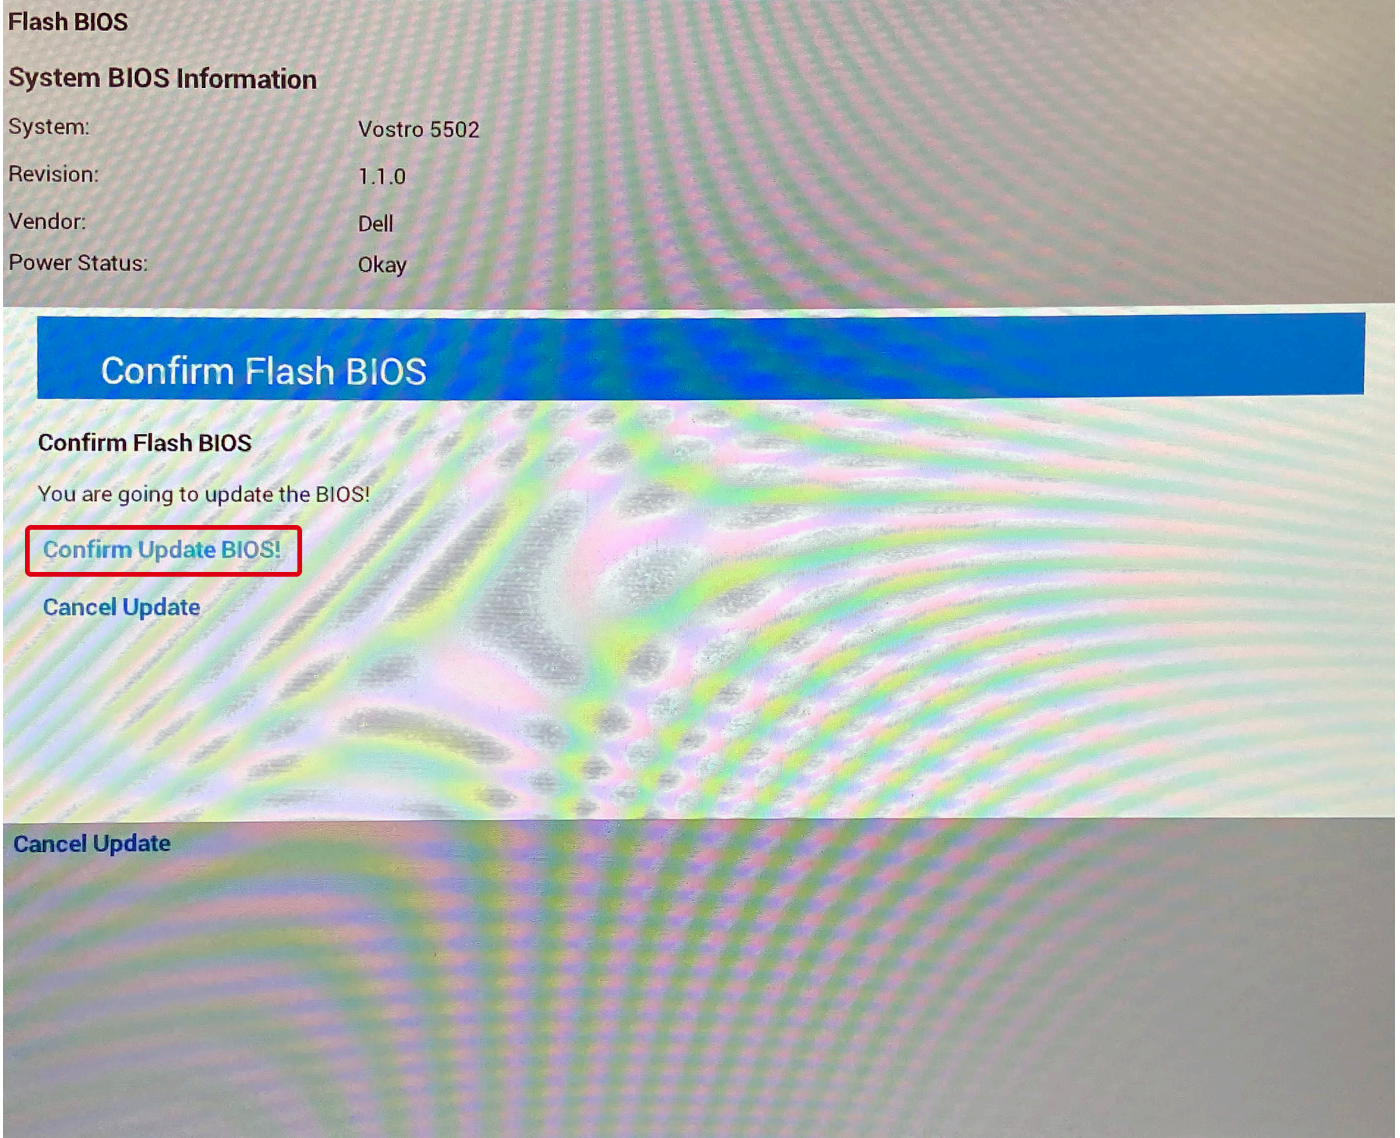 Flash BIOS
System BIOS Information
System: Vostro 5502
Revision: 1.1.0
Vendor: Dell
Power Status: Okay
Confirm Flash BIOS
Confirm Flash BIOS
You are going to update the BIOS!
Confirm Update BIOS!
Cancel Update
Cancel Update